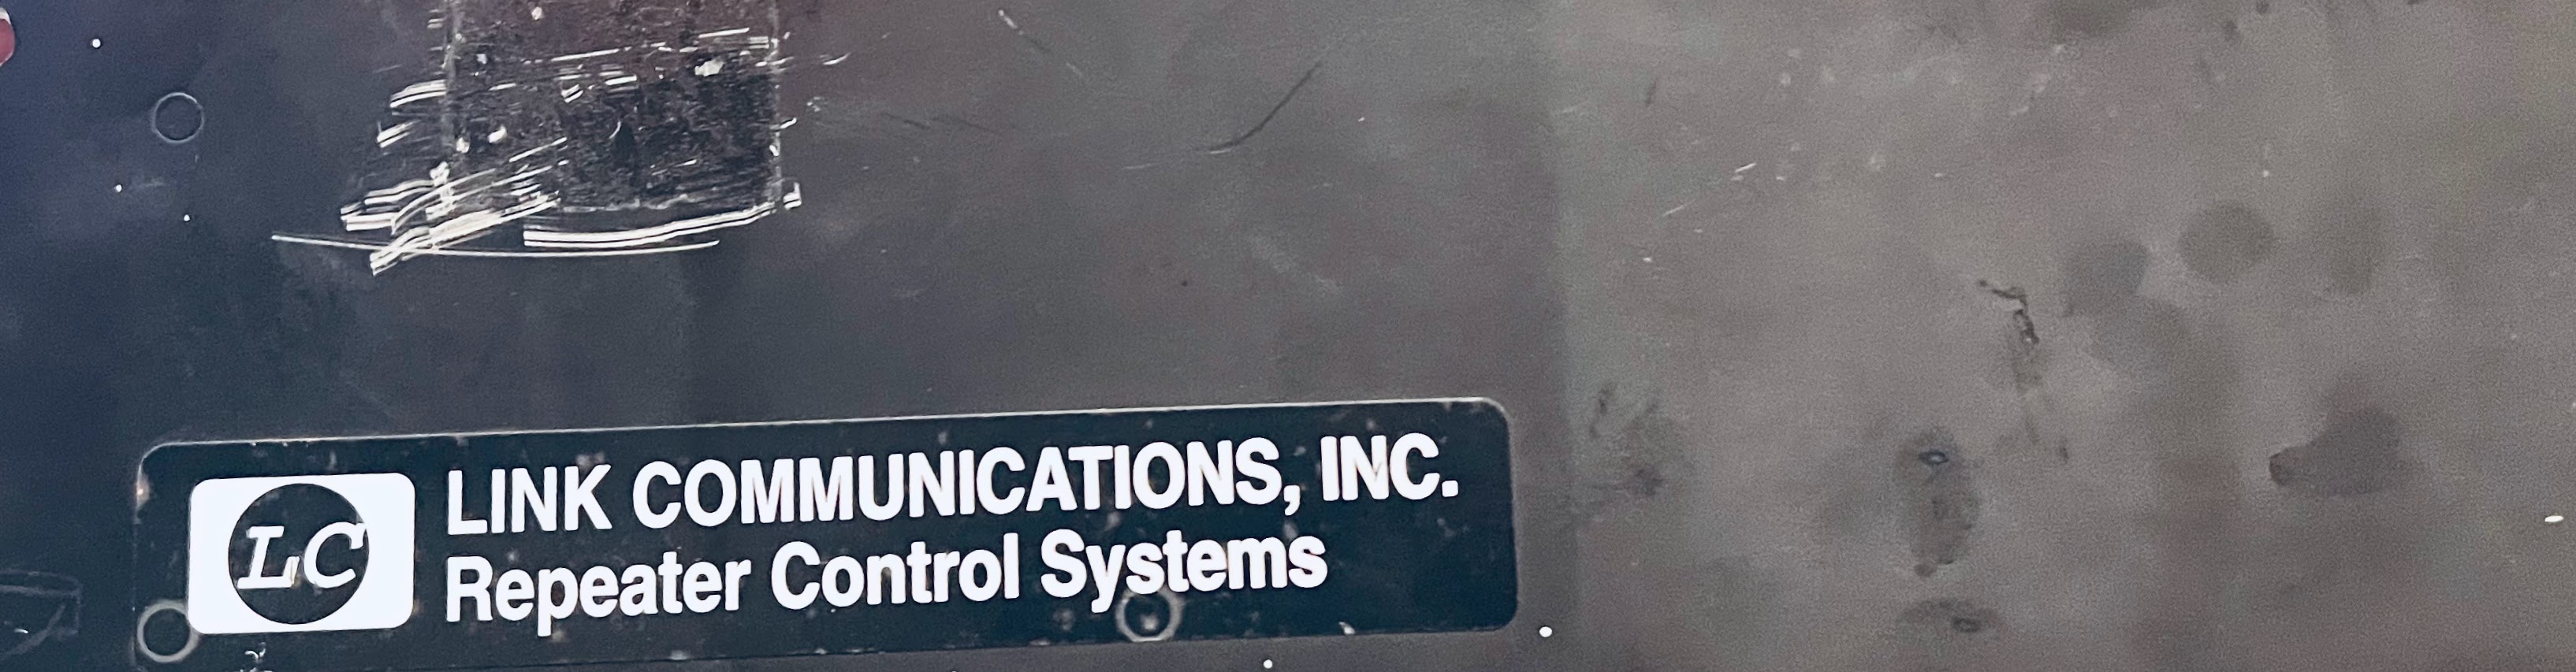 LC
LINK COMMUNICATIONS, INC.
Repeater Control Systems